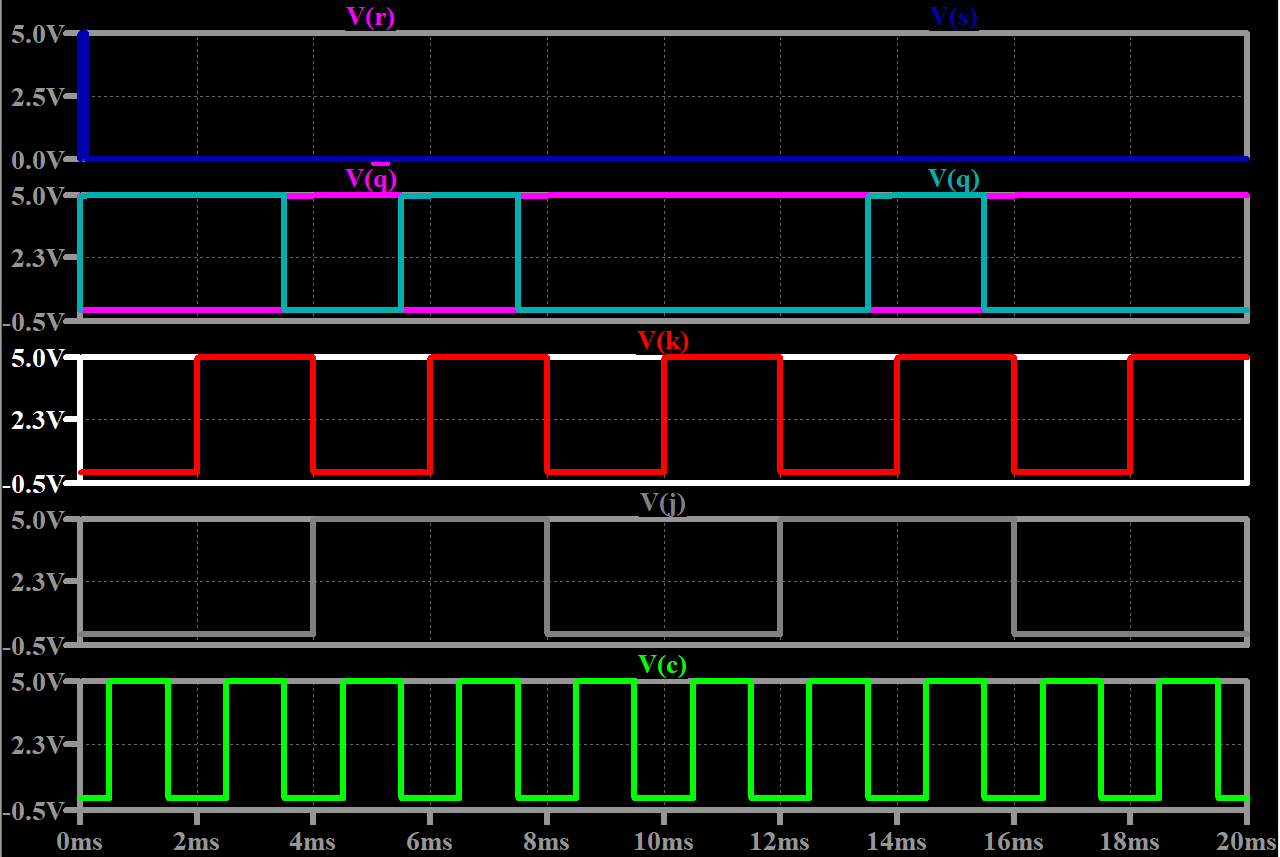 V(r) V(s)
5.0V
2.5V
0.0V
V(q) V(q)
5.0V
2.3V
-0.5V
V(k)
5.0V
2.3V
-0.5V
V(j)
5.0V
2.3V
-0.5V
V(c)
5.0V
2.3V
-0.5V
0ms 2ms 4ms 6ms 8ms 10ms 12ms 14ms 16ms 18ms 20ms